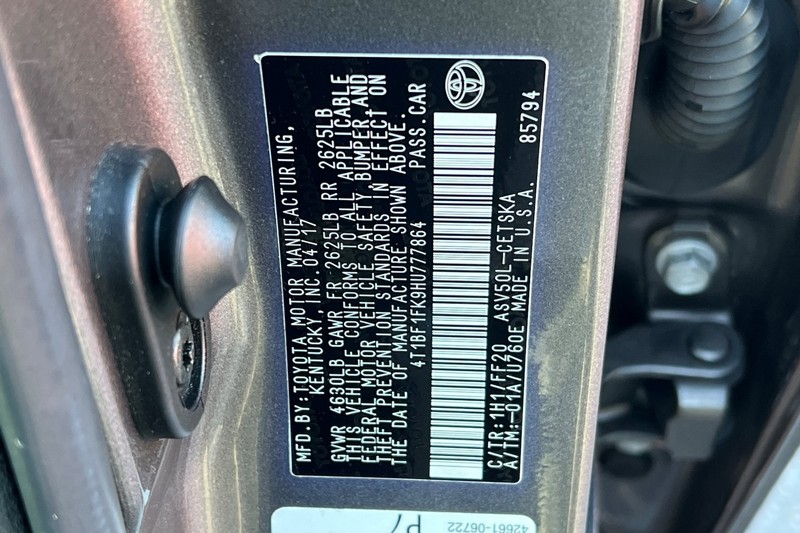 MFD.BY:TOYOTA MOTOR MANUFACTURING,
KENTUCKY, INC. 04/17
GVWR 4630LB GAWR FR 2625LB RR 2625LB
THIS VEHICLE CONFORMS TO ALL APPLICABLE
FEDERAL MOTOR VEHICLE SAFETY, BUMPER,AND
THEFT PREVENTION STANDARDS IN EFFECT ON
THE DATE OF MANUFACTURE SHOWN ABOVE.
4T1BF1FK9HU777864 PASS.CAR
C/TR:1H1/FF20 ASV50L-CETSKA
A/TM:-01A/U760E MADE IN U.S.A. 85794
42661-06722